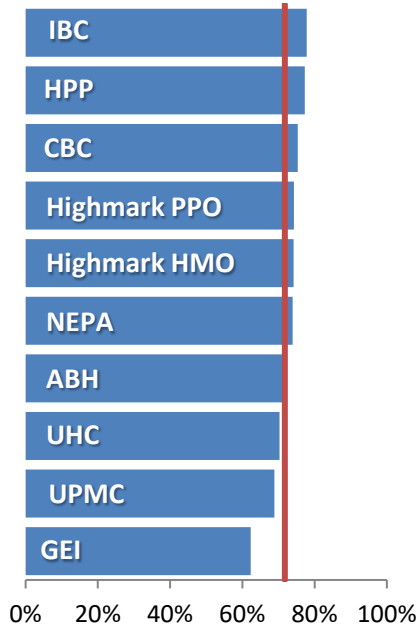 IBC
HPP
CBC
Highmark PPO
Highmark HMO
NEPA
ABH
UHC
UPMC
GEI
0% 20% 40% 60% 80% 100%